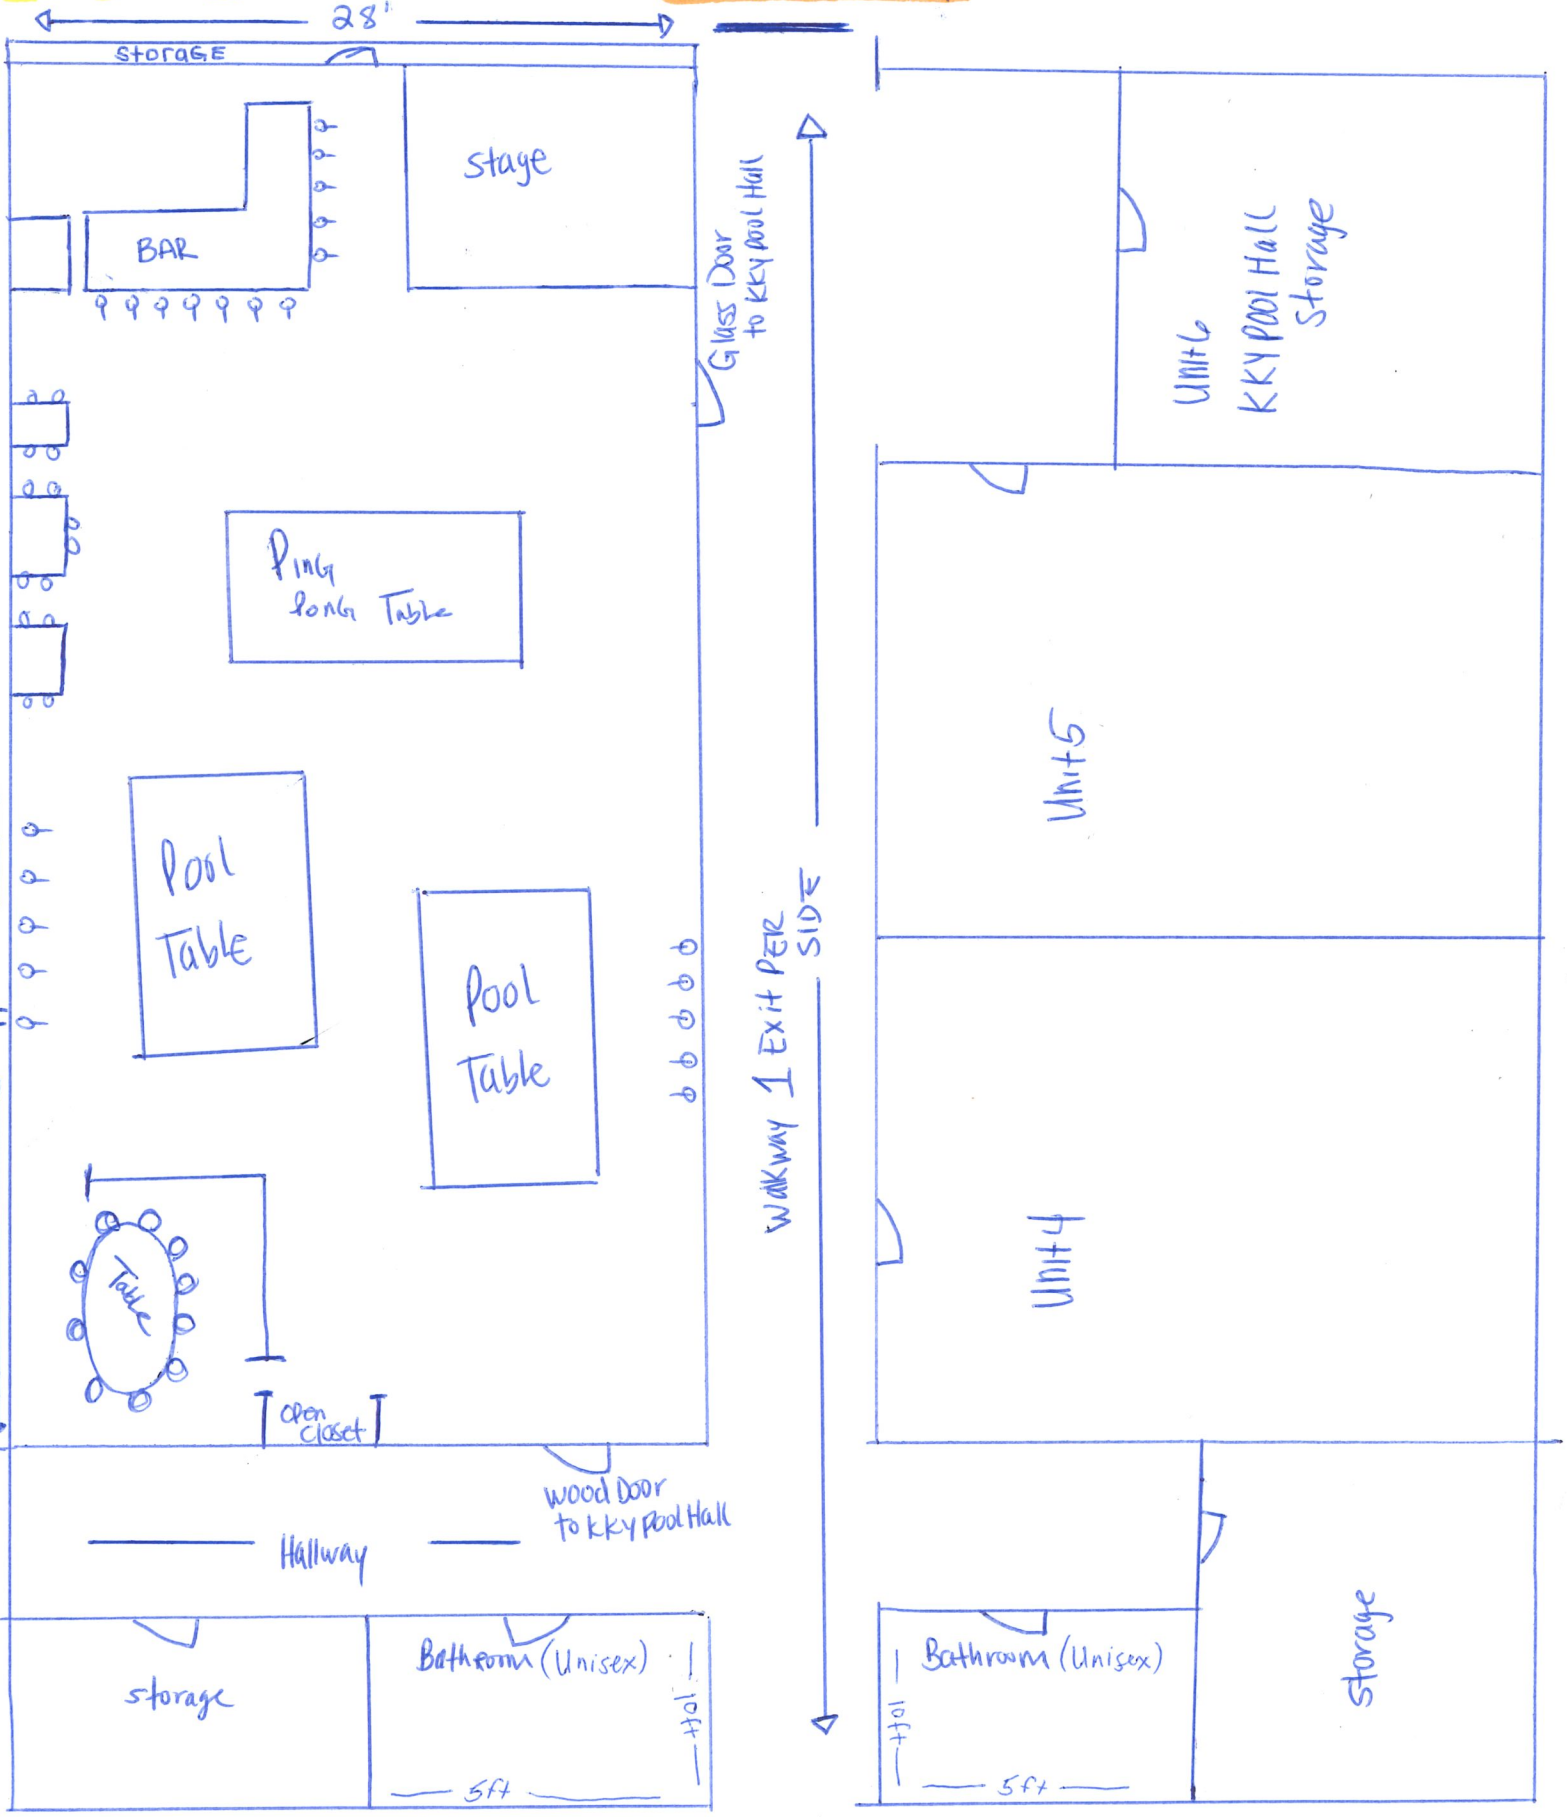 28'
StoraGE
Stage
BAR
Glass Door
to KKY Pool Hall
Unit 6
KKY Pool Hall
Storage
Ping
Pong Table
Unit 5
Pool
Table
Pool
Table
Walkway 1 Exit PER
SIDE
Unit 4
Table
open
closet
wood Door
to KKY Pool Hall
Hallway
storage
Bathroom (Unisex)
10ft
5ft
Bathroom (Unisex)
10ft
5ft
Storage